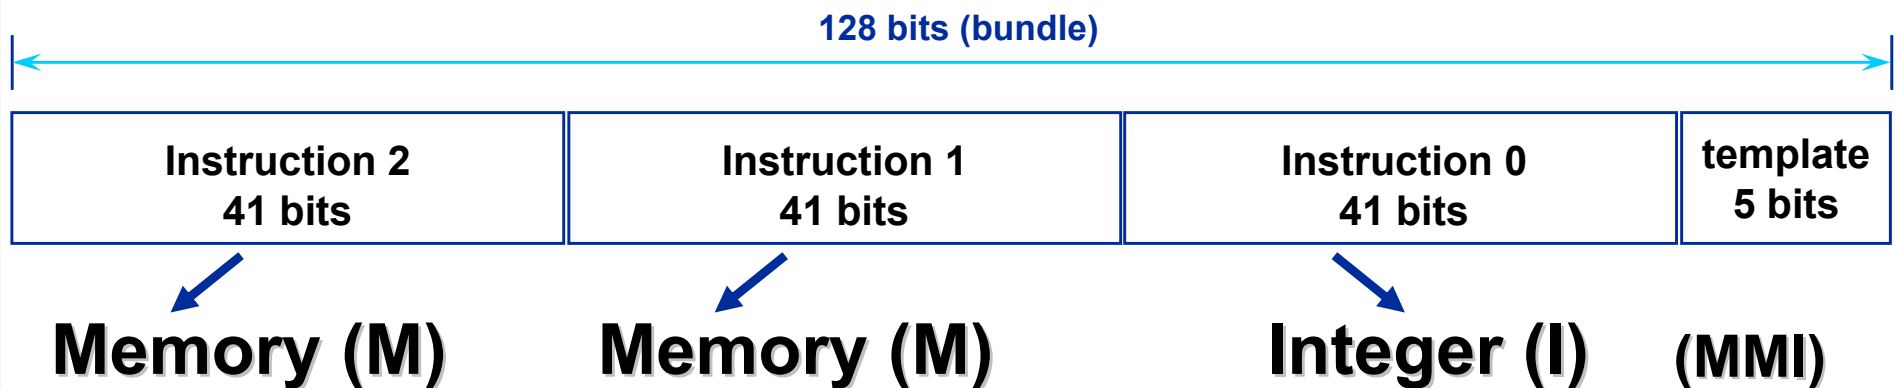 128 bits (bundle)
Instruction 2
41 bits
Instruction 1
41 bits
Instruction 0
41 bits
template
5 bits
Memory (M)
Memory (M)
Integer (I)
(MMI)